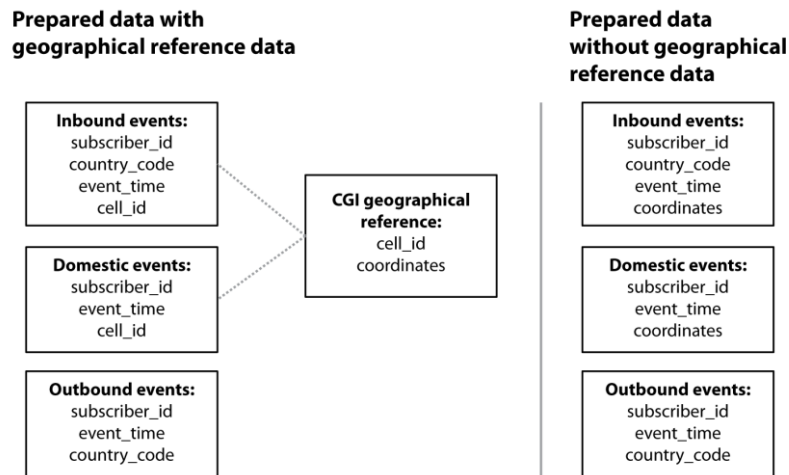 Prepared data with
geographical reference data
Inbound events:
subscriber_id
country_code
event_time
cell_id
Domestic events:
subscriber_id
event_time
cell_id
Outbound events:
subscriber_id
event_time
country_code
CGI geographical
reference:
cell_id
coordinates
Prepared data
without geographical
reference data
Inbound events:
subscriber_id
country_code
event_time
coordinates
Domestic events:
subscriber_id
event_time
coordinates
Outbound events:
subscriber_id
event_time
country_code